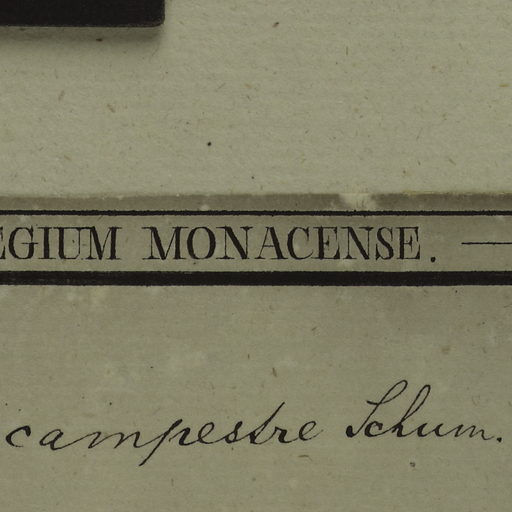 EGIUM MONACENSE. —
campestre Schum.